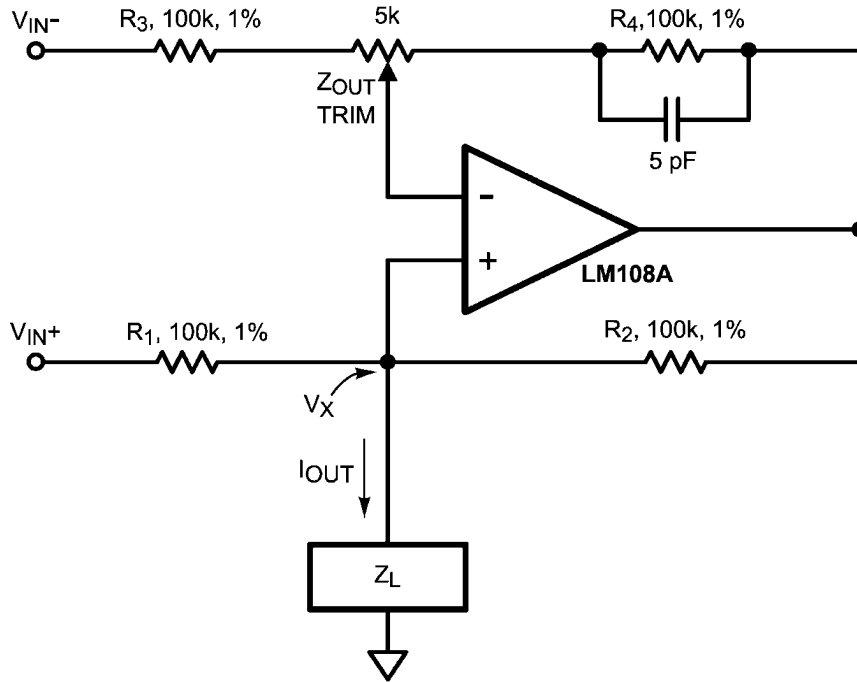 VIN-
R3, 100k, 1%
5k
R4,100k, 1%
ZOUT
TRIM
5 pF
-
+
LM108A
VIN+
R1, 100k, 1%
R2, 100k, 1%
VX
IOUT
ZL